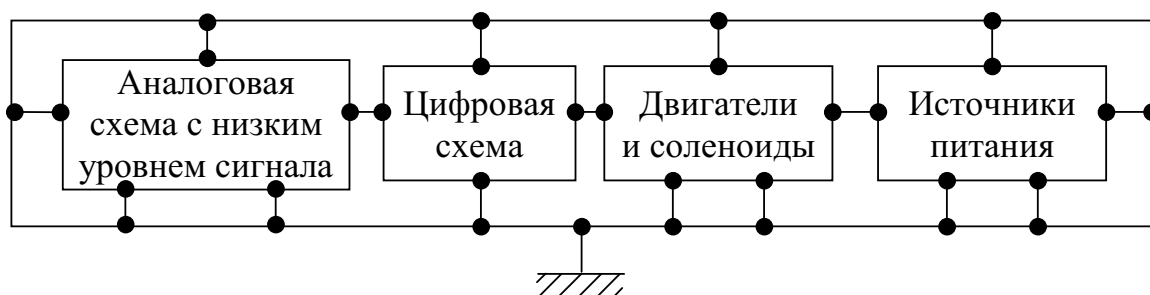 Аналоговая
схема с низким
уровнем сигнала
Цифровая
схема
Двигатели
и соленоиды
Источники
питания